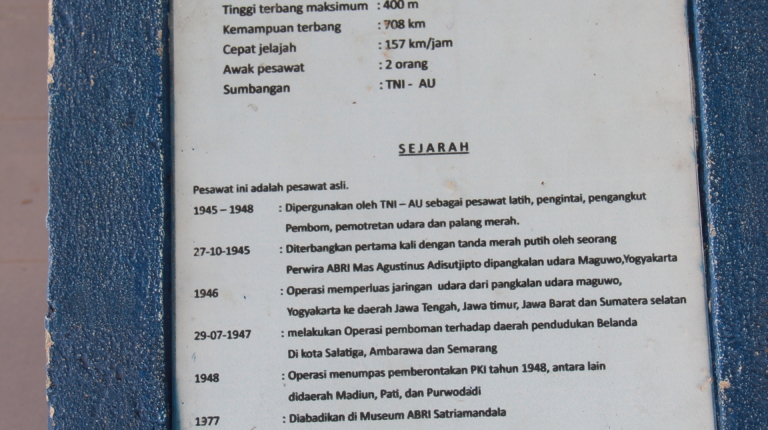 Tinggi terbang maksimum : 400 m
Kemampuan terbang : 708 km
Cepat jelajah : 157 km/jam
Awak pesawat : 2 orang
Sumbangan : TNI - AU
SEJARAH
Pesawat ini adalah pesawat asli.
1945 – 1948 : Dipergunakan oleh TNI – AU sebagai pesawat latih, pengintai, pengangkut
Pembom, pemotretan udara dan palang merah.
27-10-1945 : Diterbangkan pertama kali dengan tanda merah putih oleh seorang
Perwira ABRI Mas Agustinus Adisutjipto dipangkalan udara Maguwo,Yogyakarta
1946 : Operasi memperluas jaringan udara dari pangkalan udara maguwo,
Yogyakarta ke daerah Jawa Tengah, Jawa timur, Jawa Barat dan Sumatera selatan
29-07-1947 : melakukan Operasi pemboman terhadap daerah pendudukan Belanda
Di kota Salatiga, Ambarawa dan Semarang
1948 : Operasi menumpas pemberontakan PKI tahun 1948, antara lain
didaerah Madiun, Pati, dan Purwodadi
1977 : Diabadikan di Museum ABRI Satriamandala